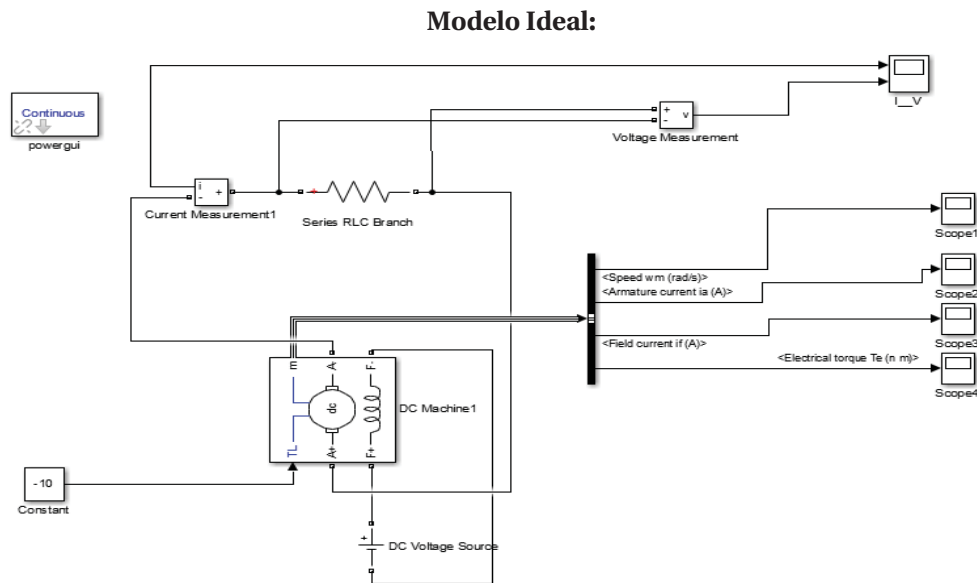 Modelo Ideal:
I__V
Continuous
powergui
+
-
v
Voltage Measurement
i
-
+
Current Measurement1
+
Series RLC Branch
Scope1
<Speed wm (rad/s)>
<Armature current ia (A)>
Scope2
<Field current if (A)>
Scope3
<Electrical torque Te (n m)>
Scope4
m
A-
F-
dc
DC Machine1
TL
A+
F+
-10
Constant
+
DC Voltage Source